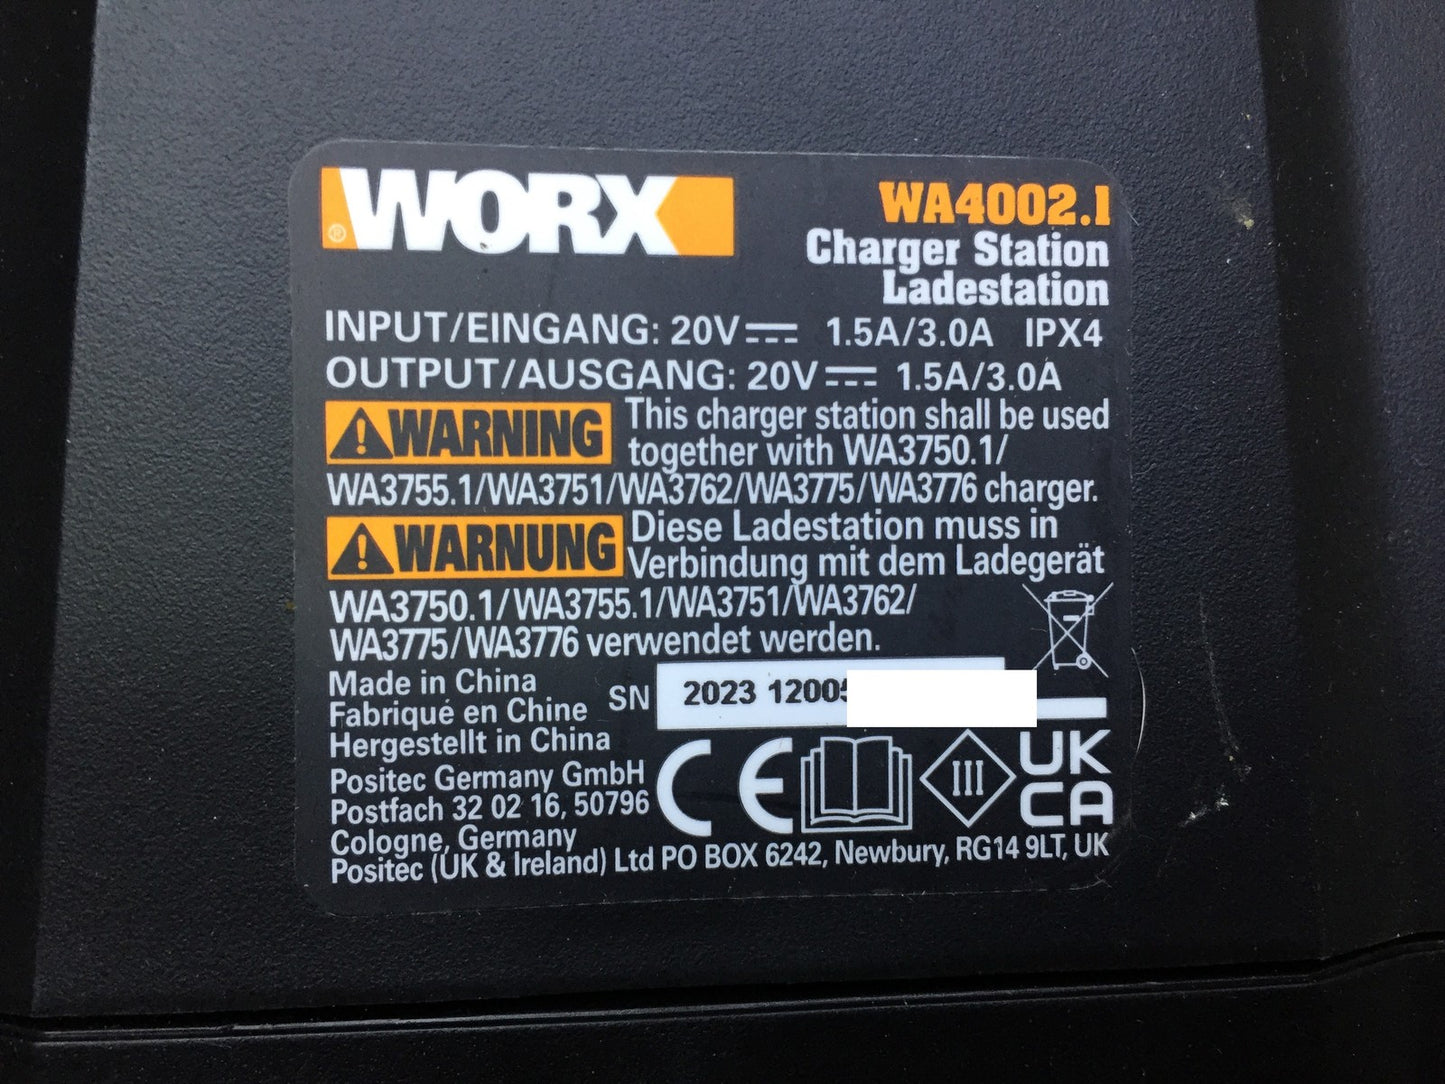 WORX
®
WA4002.1
Charger Station
Ladestation
INPUT/EINGANG: 20V⎓ 1.5A/3.0A IPX4
OUTPUT/AUSGANG: 20V⎓ 1.5A/3.0A
WARNING This charger station shall be used
together with WA3750.1/
WA3755.1/WA3751/WA3762/WA3775/WA3776 charger.
WARNUNG Diese Ladestation muss in
Verbindung mit dem Ladegerät
WA3750.1/WA3755.1/WA3751/WA3762/
WA3775/WA3776 verwendet werden.
Made in China
Fabriqué en Chine
Hergestellt in China
SN 2023 12005
Positec Germany GmbH
Postfach 32 02 16, 50796
Cologne, Germany
Positec (UK & Ireland) Ltd PO BOX 6242, Newbury, RG14 9LT, UK
CE
III
UK
CA